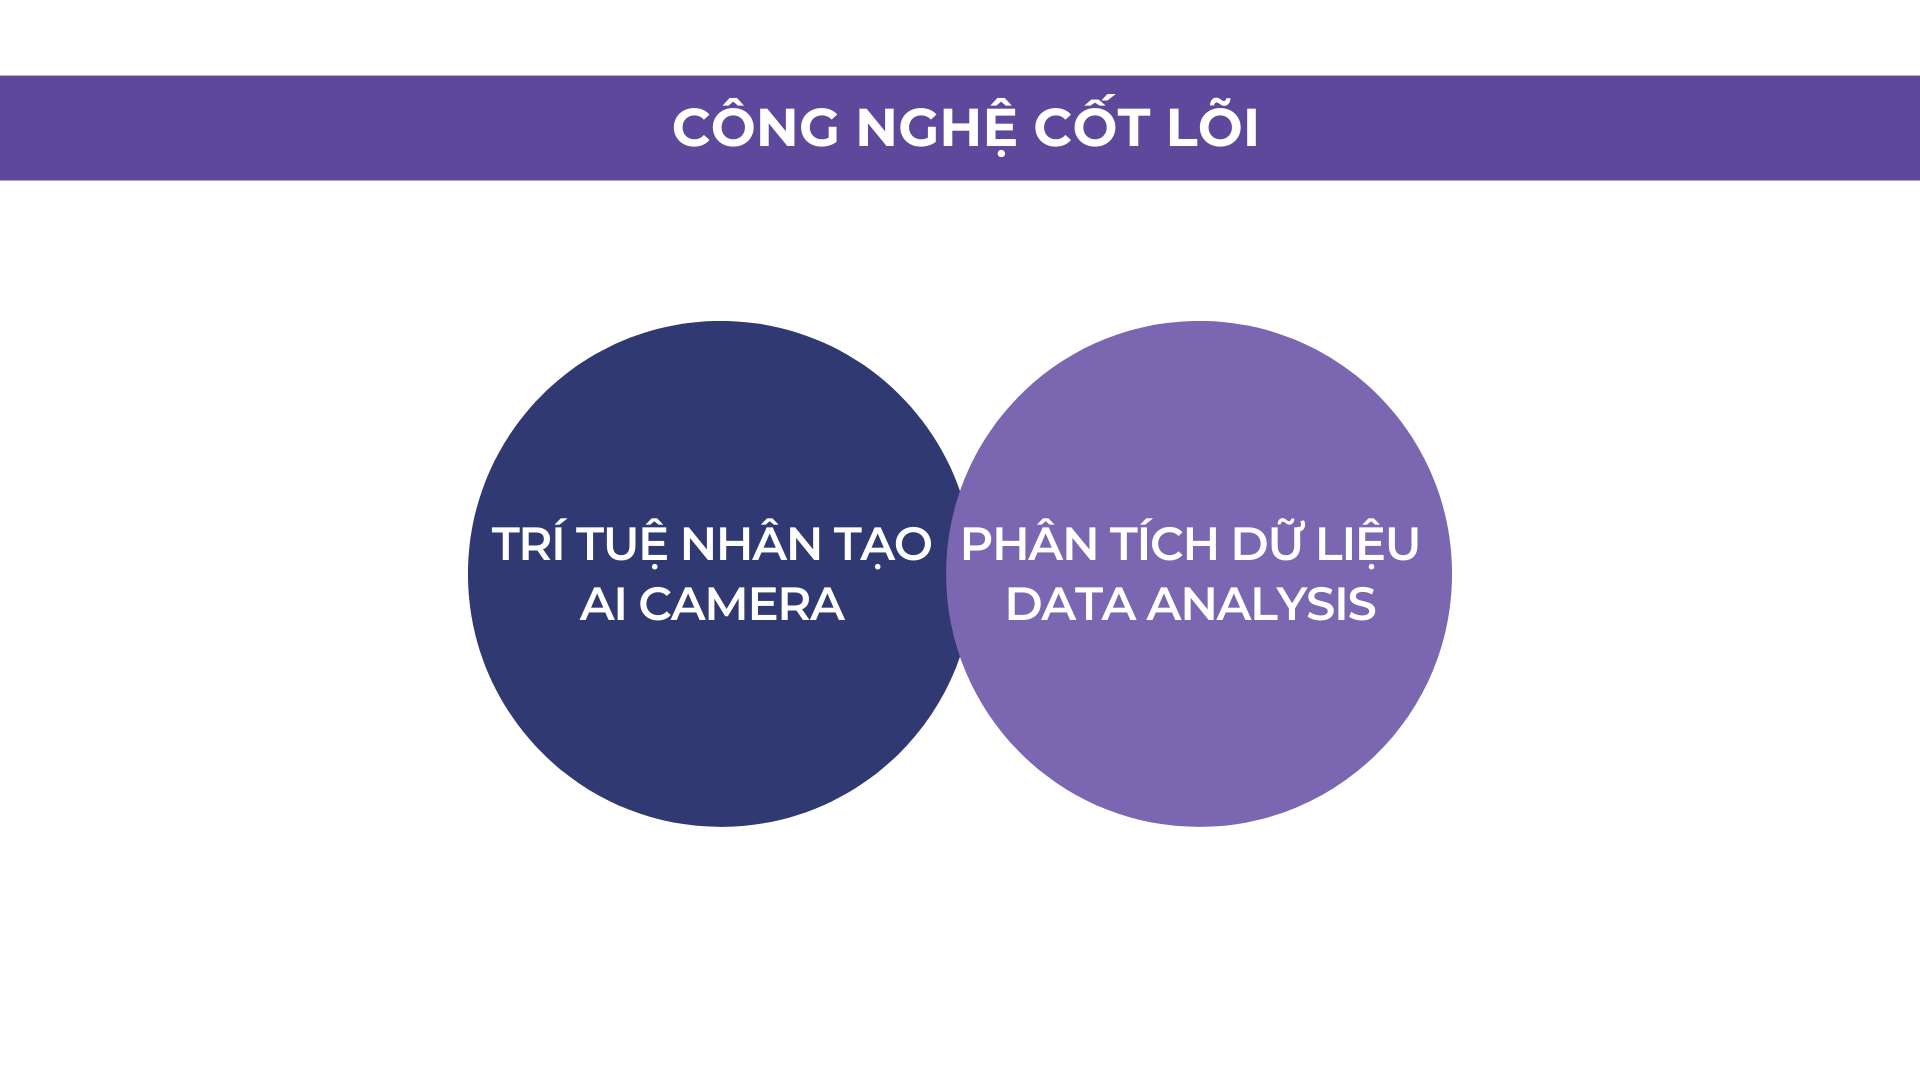 CÔNG NGHỆ CỐT LÕI
TRÍ TUỆ NHÂN TẠO
AI CAMERA
PHÂN TÍCH DỮ LIỆU
DATA ANALYSIS